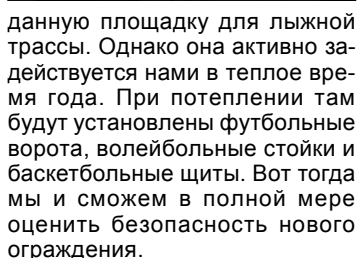 данную площадку для лыжной
трассы. Однако она активно за-
действуется нами в теплое вре-
мя года. При потеплении там
будут установлены футбольные
ворота, волейбольные стойки и
баскетбольные щиты. Вот тогда
мы и сможем в полной мере
оценить безопасность нового
ограждения.